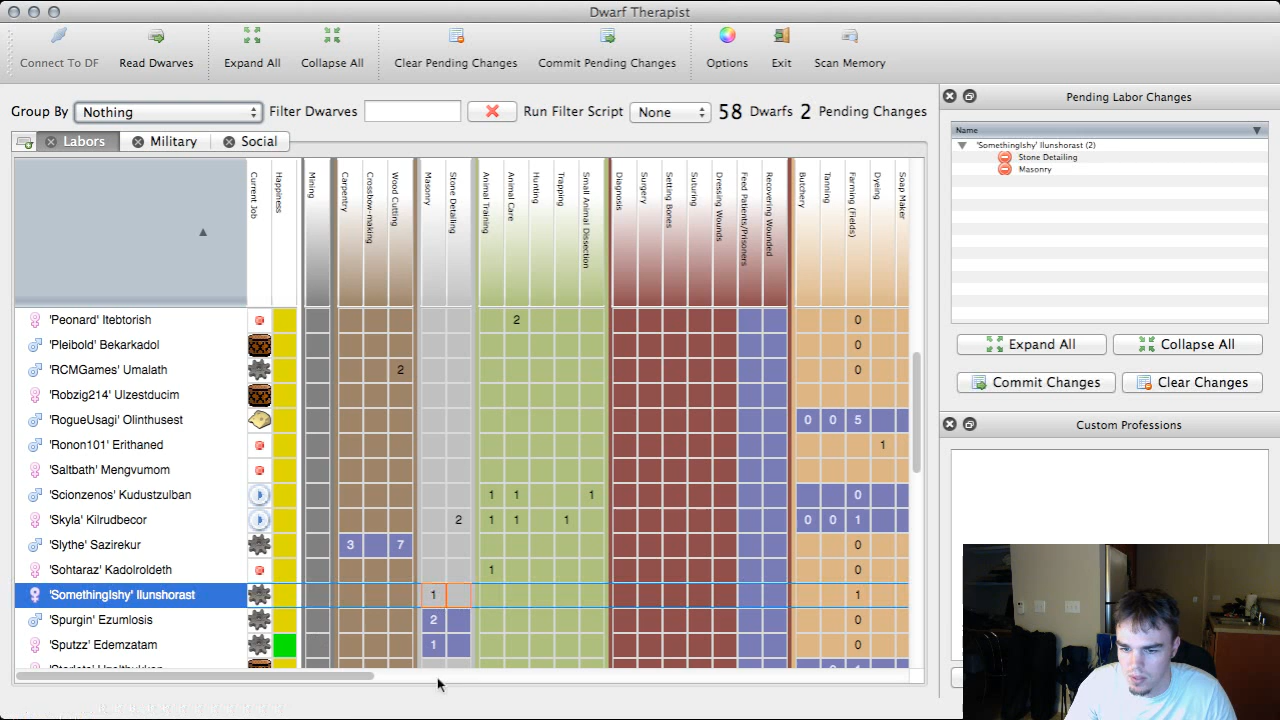 Dwarf Therapist
Connect To DF
Read Dwarves
Expand All
Collapse All
Clear Pending Changes
Commit Pending Changes
Options
Exit
Scan Memory
Group By
Nothing
Filter Dwarves
Run Filter Script
None
58 Dwarfs 2 Pending Changes
Labors
Military
Social
Current Job
Happiness
Mining
Carpentry
Crossbow-making
Wood Cutting
Masonry
Stone Detailing
Animal Training
Animal Care
Hunting
Trapping
Small Animal Dissection
Diagnosis
Surgery
Setting Bones
Suturing
Dressing Wounds
Feed Patients/Prisoners
Recovering Wounded
Butchery
Tanning
Farming (Fields)
Dyeing
Soap Maker
'Peonard' Itebtorish 2 0
'Pleibold' Bekarkadol 0
'RCMGames' Umalath 2 0
'Robzig214' Ulzestducim
'RogueUsagi' Olinthusest 0 0 5
'Ronon101' Erithaned 1
'Saltbath' Mengvumom
'Scionzenos' Kudustzulban 1 1 1 0
'Skyla' Kilrudbecor 2 1 1 1 0 0 1
'Slythe' Sazirekur 3 7 0
'Sohtaraz' Kadolroldeth 1 0
'SomethingIshy' Ilunshorast 1 1
'Spurgin' Ezumlosis 2 0
'Sputzz' Edemzatam 1 0
Pending Labor Changes
Name
'SomethingIshy' Ilunshorast (2)
Stone Detailing
Masonry
Expand All
Collapse All
Commit Changes
Clear Changes
Custom Professions